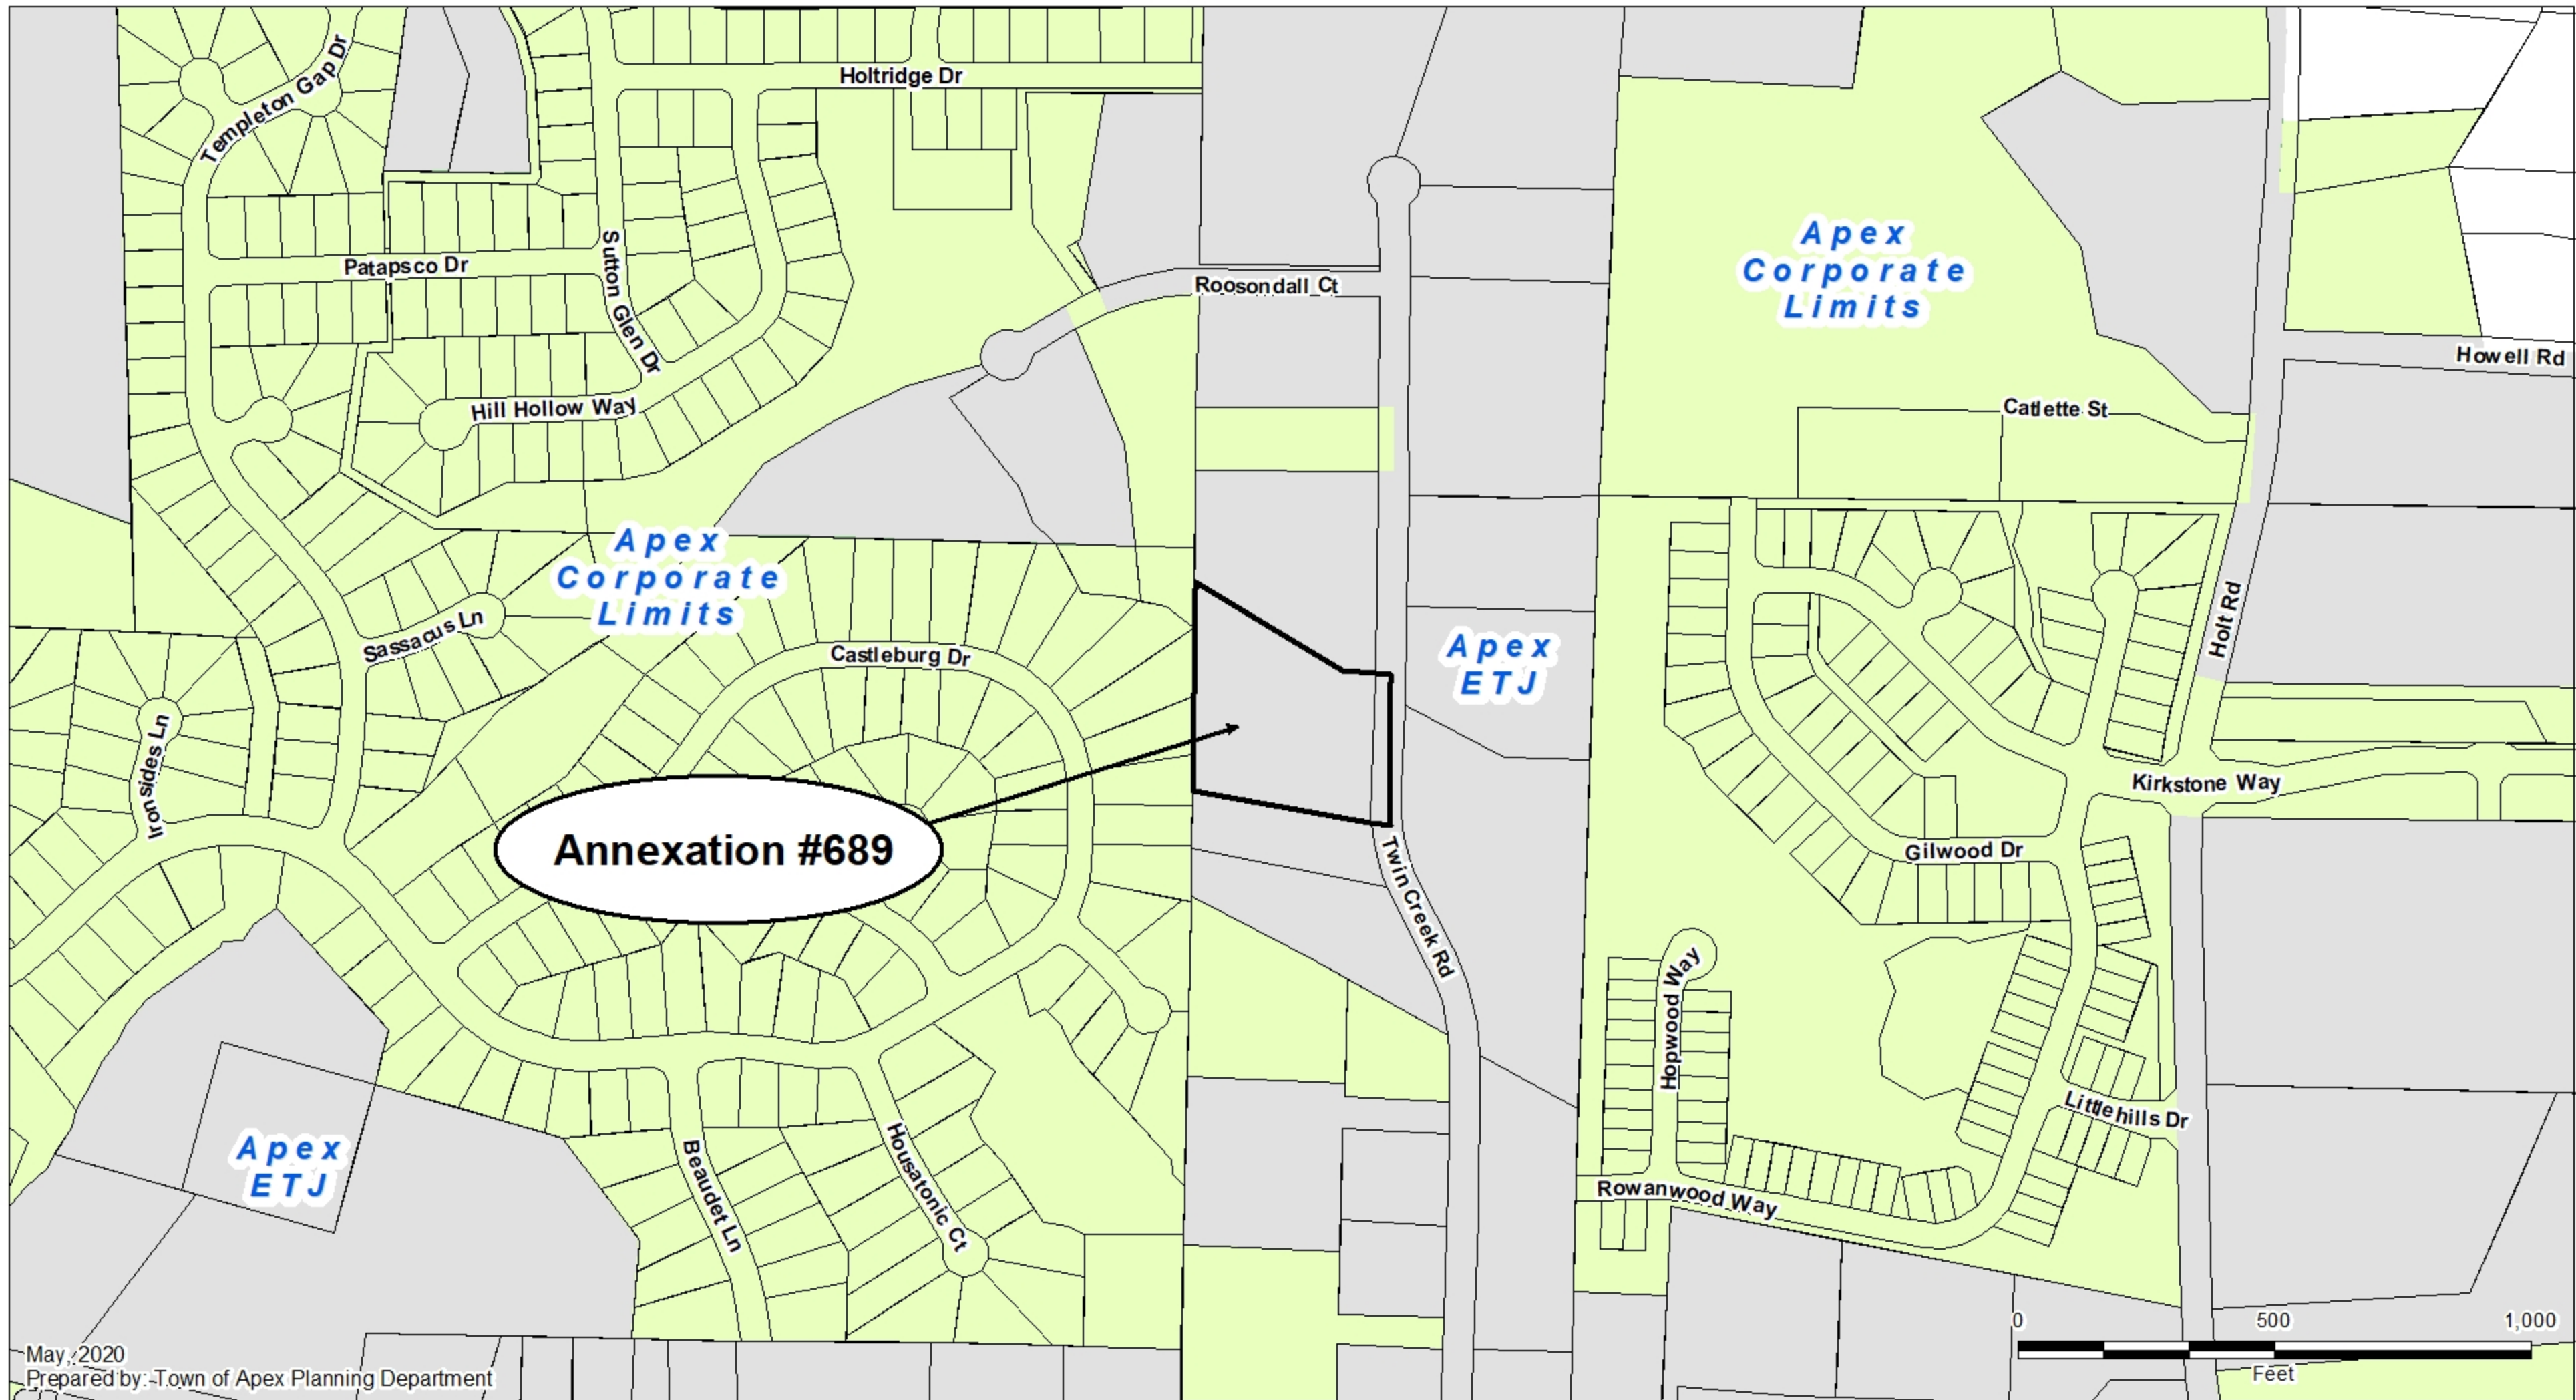 Templeton Gap Dr
Holtridge Dr
Patapsco Dr
Sutton Glen Dr
Roosondall Ct
Apex
Corporate
Limits
Howell Rd
Hill Hollow Way
Catlette St
Apex
Corporate
Limits
Sassacus Ln
Castleburg Dr
Apex
ETJ
Holt Rd
Ironsides Ln
Kirkstone Way
Annexation #689
Gilwood Dr
Twin Creek Rd
Hopwood Way
Littlehills Dr
Apex
ETJ
Beaudet Ln
Housatonic Ct
Rowanwood Way
0 500 1,000
Feet
May, 2020
Prepared by: Town of Apex Planning Department